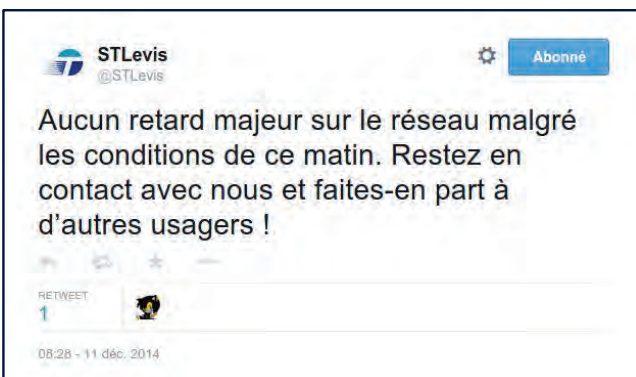 STLevis
@STLevis
Abonné
Aucun retard majeur sur le réseau malgré
les conditions de ce matin. Restez en
contact avec nous et faites-en part à
d'autres usagers !
RETWEET
1
08:28 - 11 déc. 2014